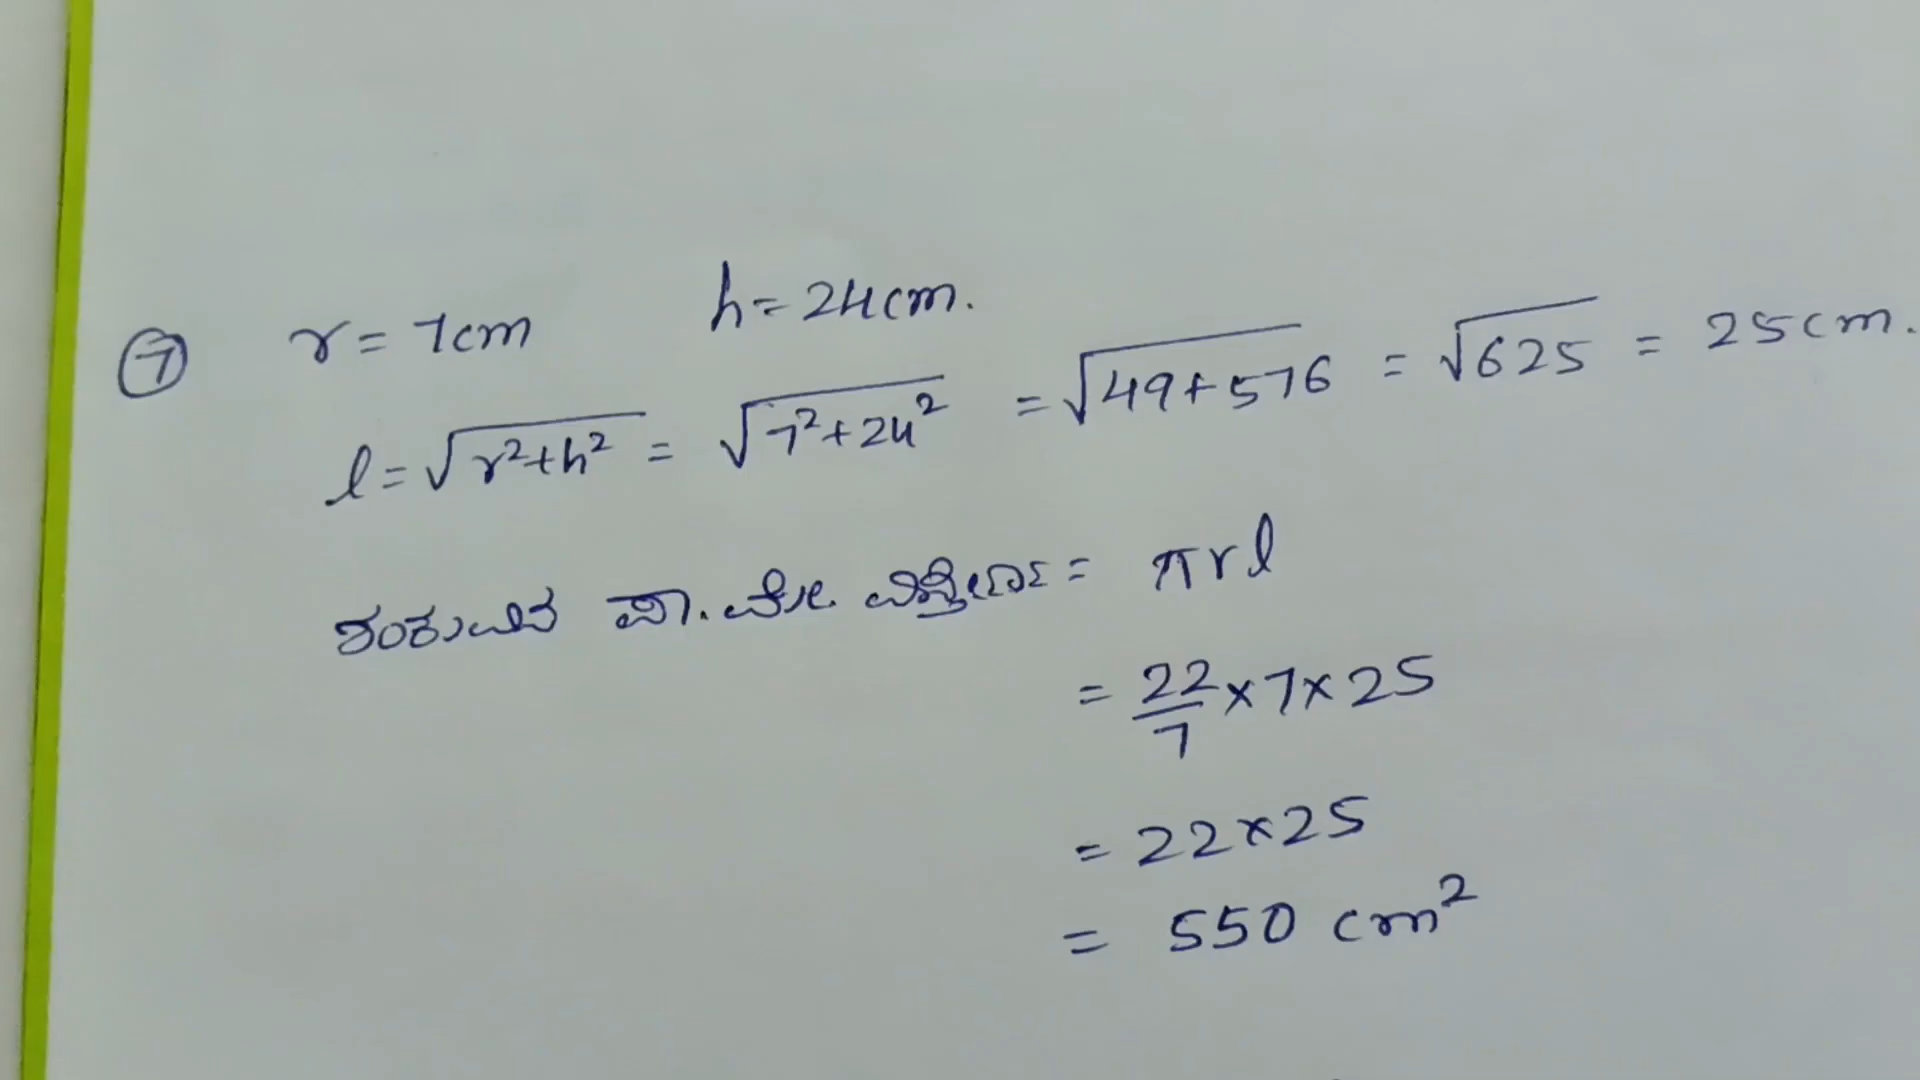 ⑦ r = 7cm h = 24cm.
l = √(r²+h²) = √(7²+24²) = √(49+576) = √625 = 25cm.
ಶಂಕುವಿನ ಪಾ. ಮೇ. ವಿಸ್ತೀರ್ಣ = πrl
= 22/7 × 7 × 25
= 22×25
= 550 cm²